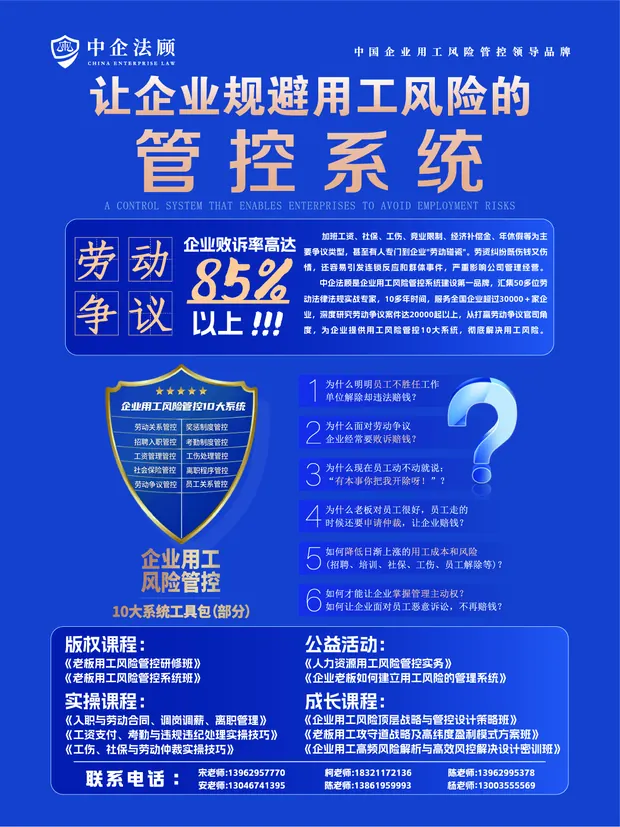 中企法顾
CHINA ENTERPRISE LAW
中国企业用工风险管控领导品牌
让企业规避用工风险的
管控系统
A CONTROL SYSTEM THAT ENABLES ENTERPRISES TO AVOID EMPLOYMENT RISKS
劳动
争议
企业败诉率高达
85%
以上!!!
加班工资、社保、工伤、竞业限制、经济补偿金、年休假等为主
要争议类型，甚至有人专门到企业“劳动碰瓷”。劳资纠纷既伤钱又伤
情，还容易引发连锁反应和群体事件，严重影响公司管理经营。
中企法顾是企业用工风险管控系统建设第一品牌，汇集50多位劳
动法律法规实战专家，10多年时间，服务全国企业超过30000+家企
业，深度研究劳动争议案件达20000起以上，从打赢劳动争议官司角
度，为企业提供用工风险管控10大系统，彻底解决用工风险。
企业用工风险管控10大系统
劳动关系管控 奖惩制度管控
招聘入职管控 考勤制度管控
工资管理管控 工伤处理管控
社会保险管控 离职程序管控
劳动争议管控 员工关系管控
企业用工
风险管控
10大系统工具包(部分)
1 为什么明明员工不胜任工作
单位解除却违法赔钱?
2 为什么面对劳动争议
企业经常要败诉赔钱?
3 为什么现在员工动不动就说:
“有本事你把我开除呀!”?
4 为什么老板对员工很好，员工走的
时候还要申请仲裁，让企业赔钱?
5 如何降低日渐上涨的用工成本和风险
(招聘、培训、社保、工伤、员工解除等)?
6 如何才能让企业掌握管理主动权?
如何让企业面对员工恶意诉讼，不再赔钱?
版权课程:
《老板用工风险管控研修班》
《老板用工风险管控系统班》
公益活动:
《人力资源用工风险管控实务》
《企业老板如何建立用工风险的管理系统》
实操课程:
《入职与劳动合同、调岗调薪、离职管理》
《工资支付、考勤与违规违纪处理实操技巧》
《工伤、社保与劳动仲裁实操技巧》
成长课程:
《企业用工风险顶层战略与管控设计策略班》
《老板用工攻守道战略及高纬度盈利模式方案班》
《企业用工高频风险解析与高效风控解决设计密训班》
联系电话:
宋老师:13962957770 柯老师:18321172136 陈老师:13962995378
安老师:13046741395 陈老师:13861959993 杨老师:13003555569